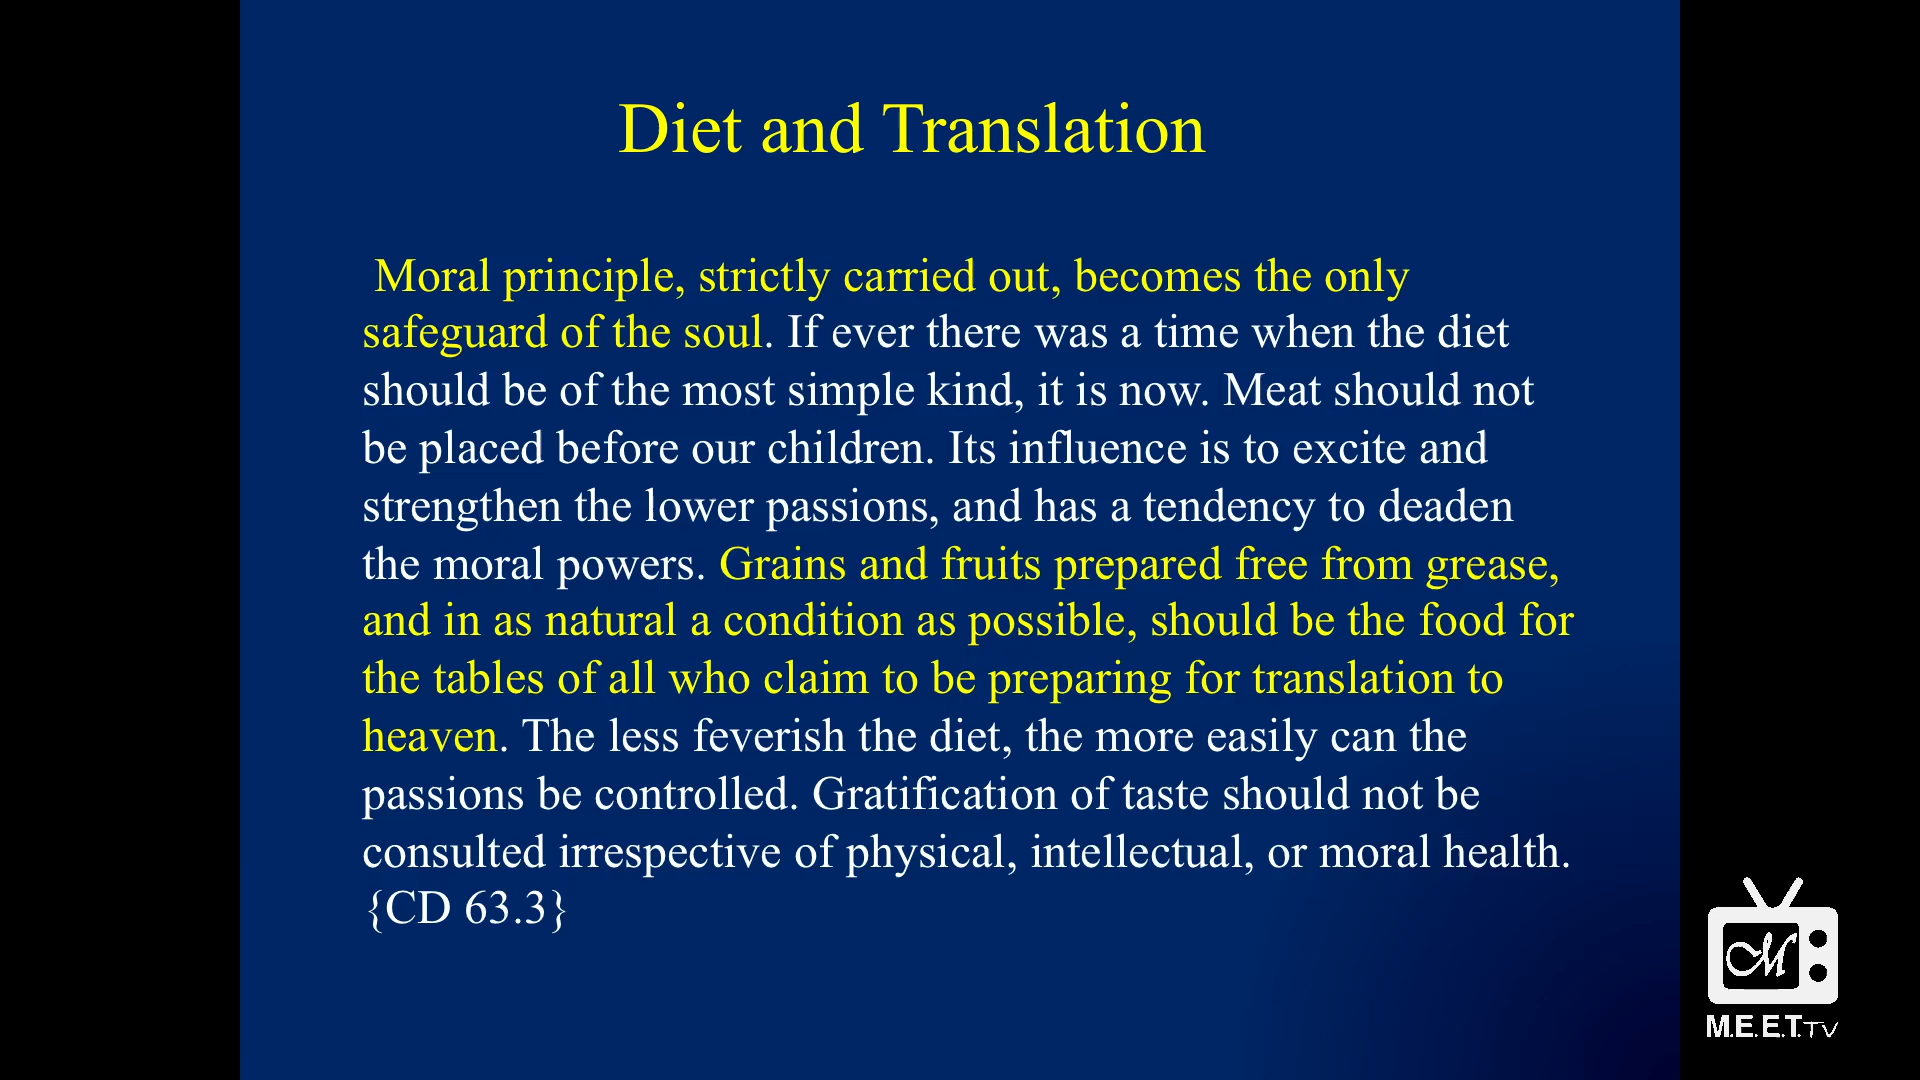 Diet and Translation
Moral principle, strictly carried out, becomes the only
safeguard of the soul. If ever there was a time when the diet
should be of the most simple kind, it is now. Meat should not
be placed before our children. Its influence is to excite and
strengthen the lower passions, and has a tendency to deaden
the moral powers. Grains and fruits prepared free from grease,
and in as natural a condition as possible, should be the food for
the tables of all who claim to be preparing for translation to
heaven. The less feverish the diet, the more easily can the
passions be controlled. Gratification of taste should not be
consulted irrespective of physical, intellectual, or moral health.
{CD 63.3}
M
M.E.E.T.TV